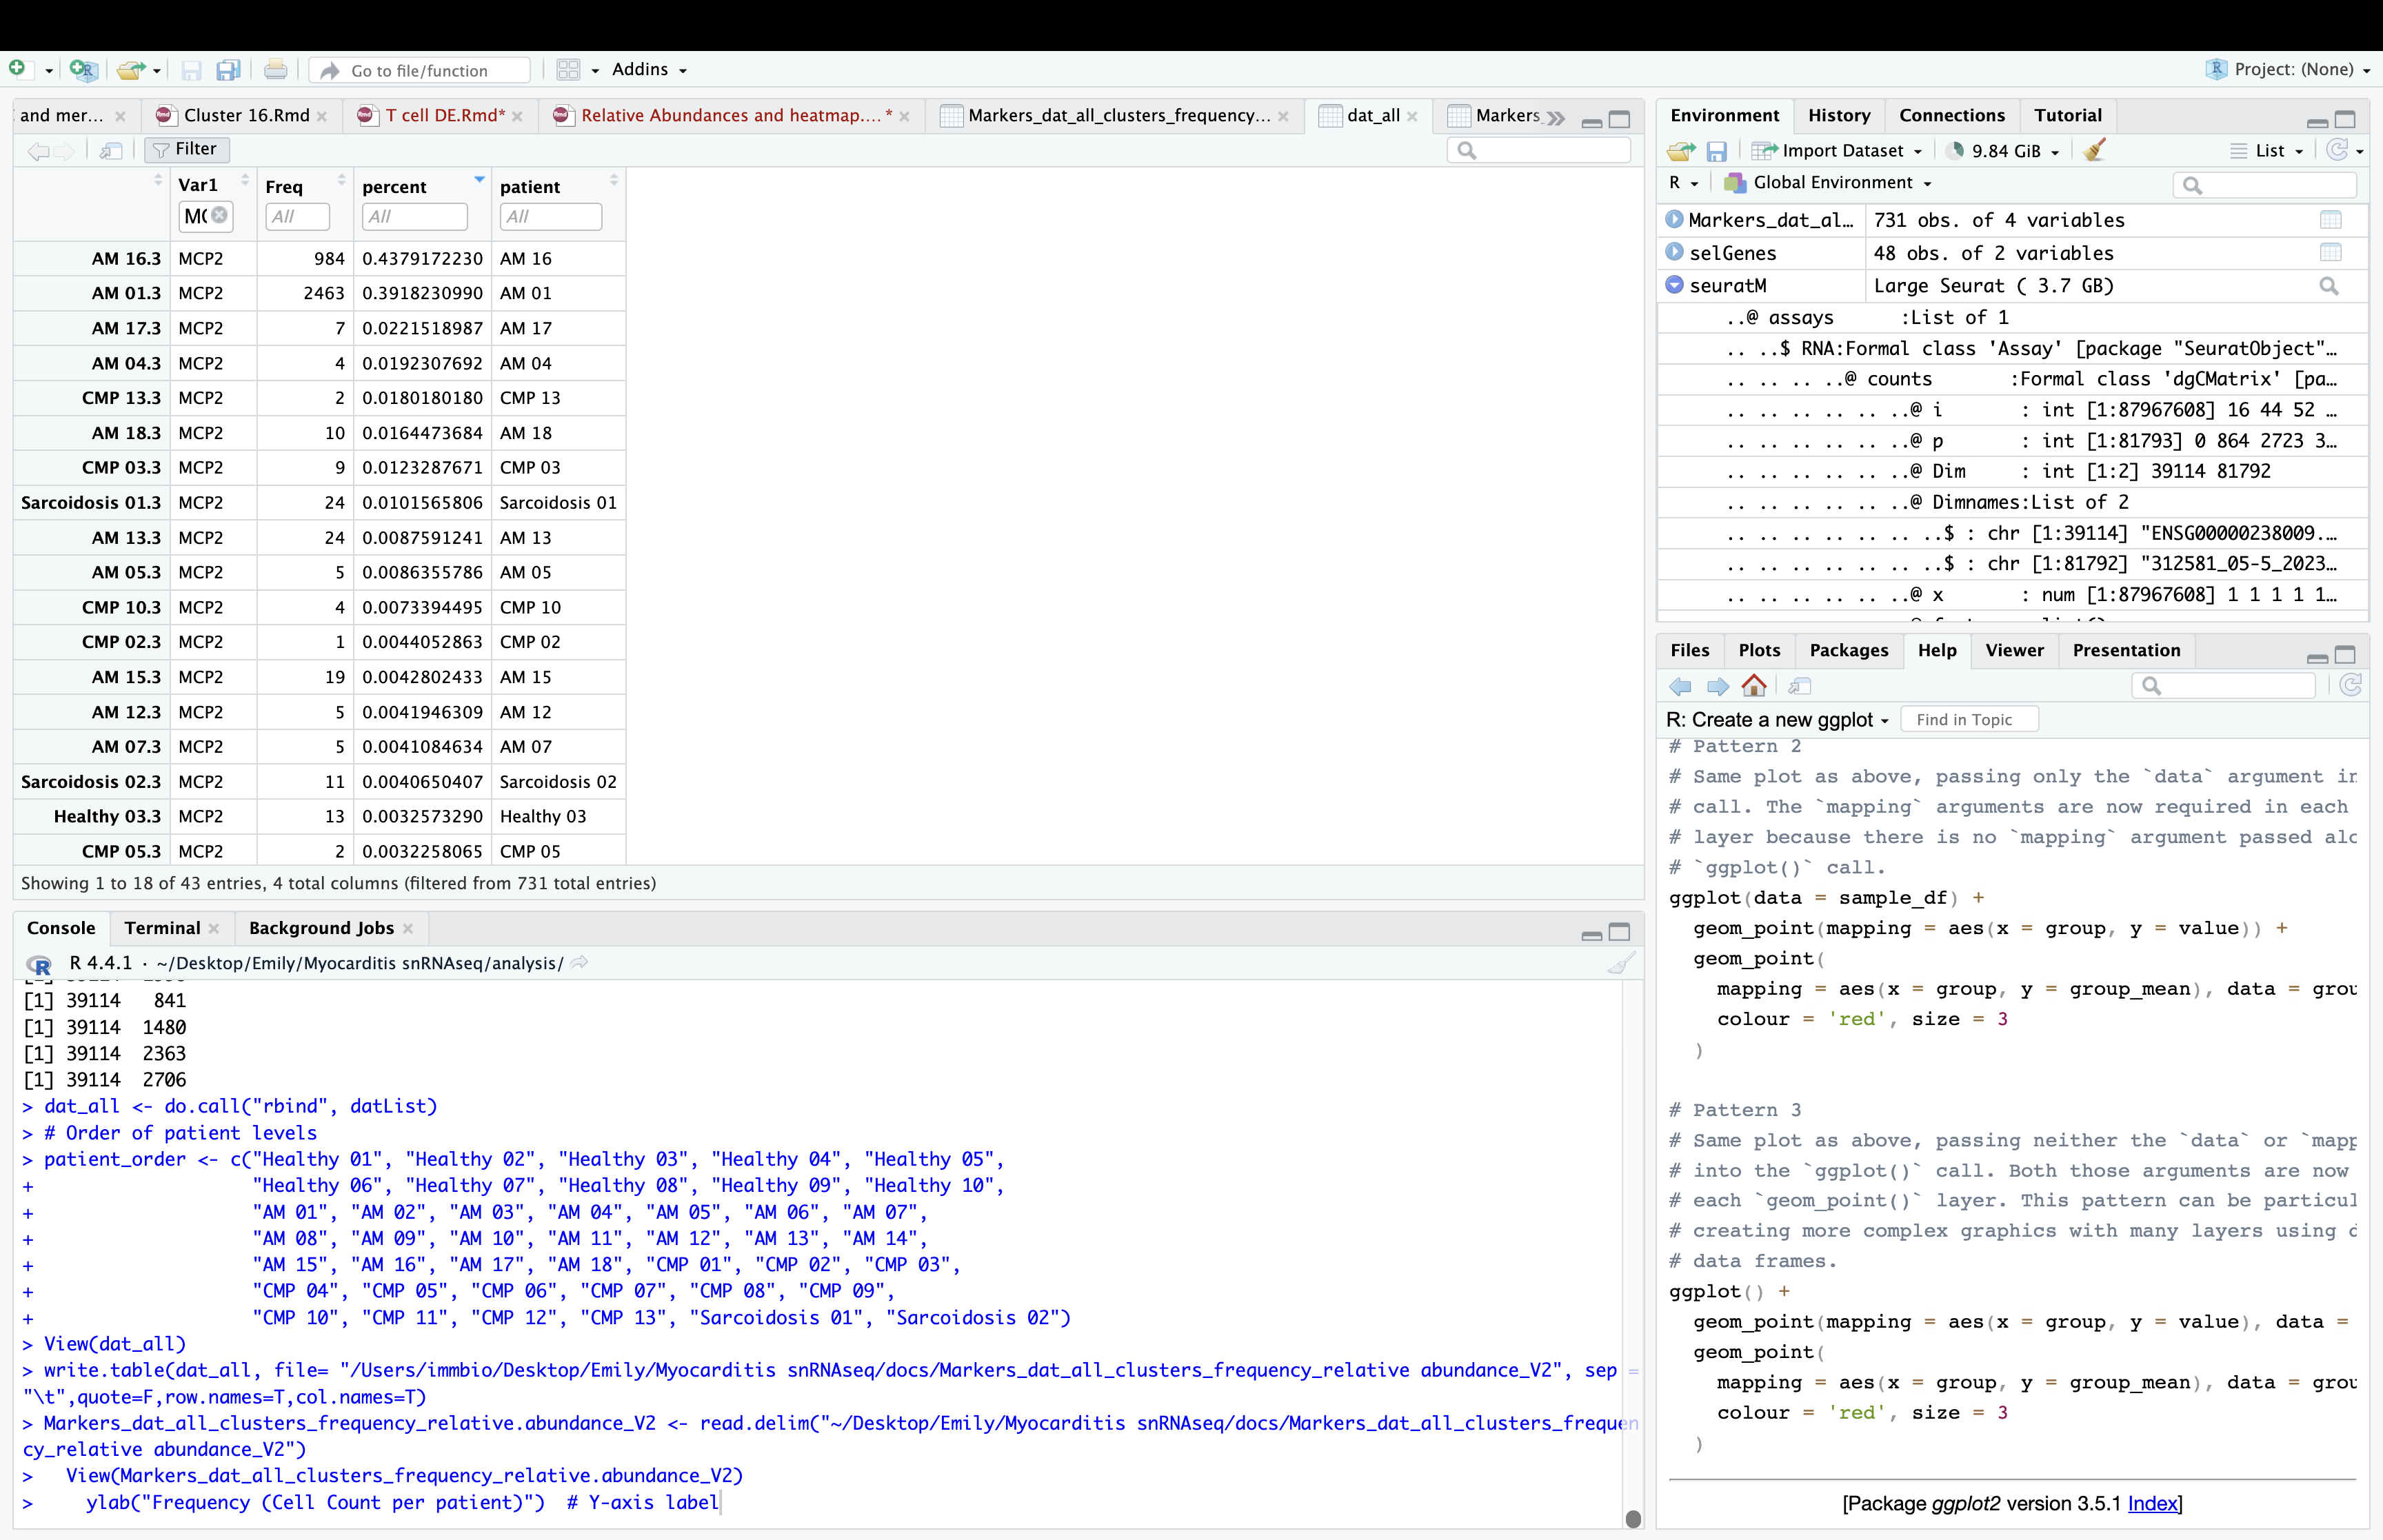 Go to file/function
Addins
Project: (None)
and mer...
Cluster 16.Rmd
T cell DE.Rmd*
Relative Abundances and heatmap....*
Markers_dat_all_clusters_frequency...
dat_all
Markers
Filter
Var1 Freq percent patient
All All All
AM 16.3 MCP2 984 0.4379172230 AM 16
AM 01.3 MCP2 2463 0.3918230990 AM 01
AM 17.3 MCP2 7 0.0221518987 AM 17
AM 04.3 MCP2 4 0.0192307692 AM 04
CMP 13.3 MCP2 2 0.0180180180 CMP 13
AM 18.3 MCP2 10 0.0164473684 AM 18
CMP 03.3 MCP2 9 0.0123287671 CMP 03
Sarcoidosis 01.3 MCP2 24 0.0101565806 Sarcoidosis 01
AM 13.3 MCP2 24 0.0087591241 AM 13
AM 05.3 MCP2 5 0.0086355786 AM 05
CMP 10.3 MCP2 4 0.0073394495 CMP 10
CMP 02.3 MCP2 1 0.0044052863 CMP 02
AM 15.3 MCP2 19 0.0042802433 AM 15
AM 12.3 MCP2 5 0.0041946309 AM 12
AM 07.3 MCP2 5 0.0041084634 AM 07
Sarcoidosis 02.3 MCP2 11 0.0040650407 Sarcoidosis 02
Healthy 03.3 MCP2 13 0.0032573290 Healthy 03
CMP 05.3 MCP2 2 0.0032258065 CMP 05
Showing 1 to 18 of 43 entries, 4 total columns (filtered from 731 total entries)
Console Terminal Background Jobs
R 4.4.1 · ~/Desktop/Emily/Myocarditis snRNAseq/analysis/
[1] 39114   841
[1] 39114  1480
[1] 39114  2363
[1] 39114  2706
> dat_all <- do.call("rbind", datList)
> # Order of patient levels
> patient_order <- c("Healthy 01", "Healthy 02", "Healthy 03", "Healthy 04", "Healthy 05",
+                    "Healthy 06", "Healthy 07", "Healthy 08", "Healthy 09", "Healthy 10",
+                    "AM 01", "AM 02", "AM 03", "AM 04", "AM 05", "AM 06", "AM 07",
+                    "AM 08", "AM 09", "AM 10", "AM 11", "AM 12", "AM 13", "AM 14",
+                    "AM 15", "AM 16", "AM 17", "AM 18", "CMP 01", "CMP 02", "CMP 03",
+                    "CMP 04", "CMP 05", "CMP 06", "CMP 07", "CMP 08", "CMP 09",
+                    "CMP 10", "CMP 11", "CMP 12", "CMP 13", "Sarcoidosis 01", "Sarcoidosis 02")
> View(dat_all)
> write.table(dat_all, file= "/Users/immbio/Desktop/Emily/Myocarditis snRNAseq/docs/Markers_dat_all_clusters_frequency_relative abundance_V2", sep =
"\t",quote=F,row.names=T,col.names=T)
> Markers_dat_all_clusters_frequency_relative.abundance_V2 <- read.delim("~/Desktop/Emily/Myocarditis snRNAseq/docs/Markers_dat_all_clusters_frequen
cy_relative abundance_V2")
>   View(Markers_dat_all_clusters_frequency_relative.abundance_V2)
>     ylab("Frequency (Cell Count per patient)")  # Y-axis label
Environment History Connections Tutorial
Import Dataset 9.84 GiB List
R Global Environment
Markers_dat_al... 731 obs. of 4 variables
selGenes 48 obs. of 2 variables
seuratM Large Seurat ( 3.7 GB)
..@ assays :List of 1
.. ..$ RNA:Formal class 'Assay' [package "SeuratObject"...
.. .. .. ..@ counts :Formal class 'dgCMatrix' [pa...
.. .. .. .. .. ..@ i : int [1:87967608] 16 44 52 ...
.. .. .. .. .. ..@ p : int [1:81793] 0 864 2723 3...
.. .. .. .. .. ..@ Dim : int [1:2] 39114 81792
.. .. .. .. .. ..@ Dimnames:List of 2
.. .. .. .. .. .. ..$ : chr [1:39114] "ENSG00000238009....
.. .. .. .. .. .. ..$ : chr [1:81792] "312581_05-5_2023...
.. .. .. .. .. ..@ x : num [1:87967608] 1 1 1 1 1...
Files Plots Packages Help Viewer Presentation
R: Create a new ggplot Find in Topic
# Pattern 2
# Same plot as above, passing only the `data` argument in
# call. The `mapping` arguments are now required in each
# layer because there is no `mapping` argument passed alo
# `ggplot()` call.
ggplot(data = sample_df) +
  geom_point(mapping = aes(x = group, y = value)) +
  geom_point(
    mapping = aes(x = group, y = group_mean), data = grou
    colour = 'red', size = 3
  )
# Pattern 3
# Same plot as above, passing neither the `data` or `mapp
# into the `ggplot()` call. Both those arguments are now
# each `geom_point()` layer. This pattern can be particul
# creating more complex graphics with many layers using d
# data frames.
ggplot() +
  geom_point(mapping = aes(x = group, y = value), data =
  geom_point(
    mapping = aes(x = group, y = group_mean), data = grou
    colour = 'red', size = 3
  )
[Package ggplot2 version 3.5.1 Index]